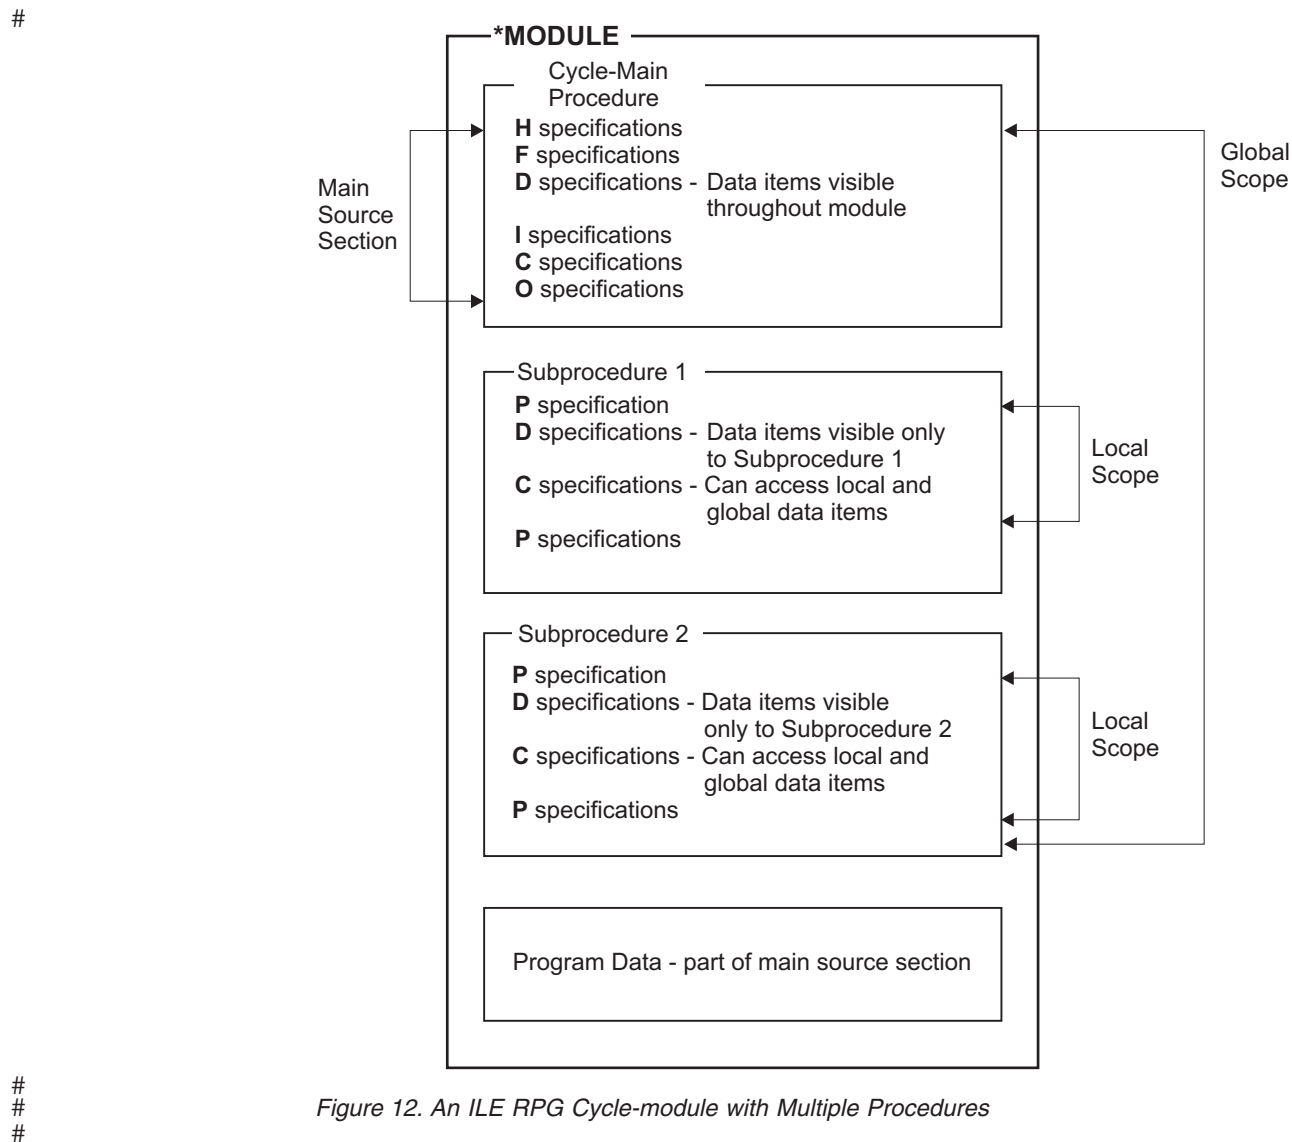 #
*MODULE
Cycle-Main
Procedure
H specifications
F specifications
D specifications - Data items visible
throughout module
I specifications
C specifications
O specifications
Main
Source
Section
Global
Scope
Subprocedure 1
P specification
D specifications - Data items visible only
to Subprocedure 1
C specifications - Can access local and
global data items
P specifications
Local
Scope
Subprocedure 2
P specification
D specifications - Data items visible
only to Subprocedure 2
C specifications - Can access local and
global data items
P specifications
Local
Scope
Program Data - part of main source section
#
# Figure 12. An ILE RPG Cycle-module with Multiple Procedures
#